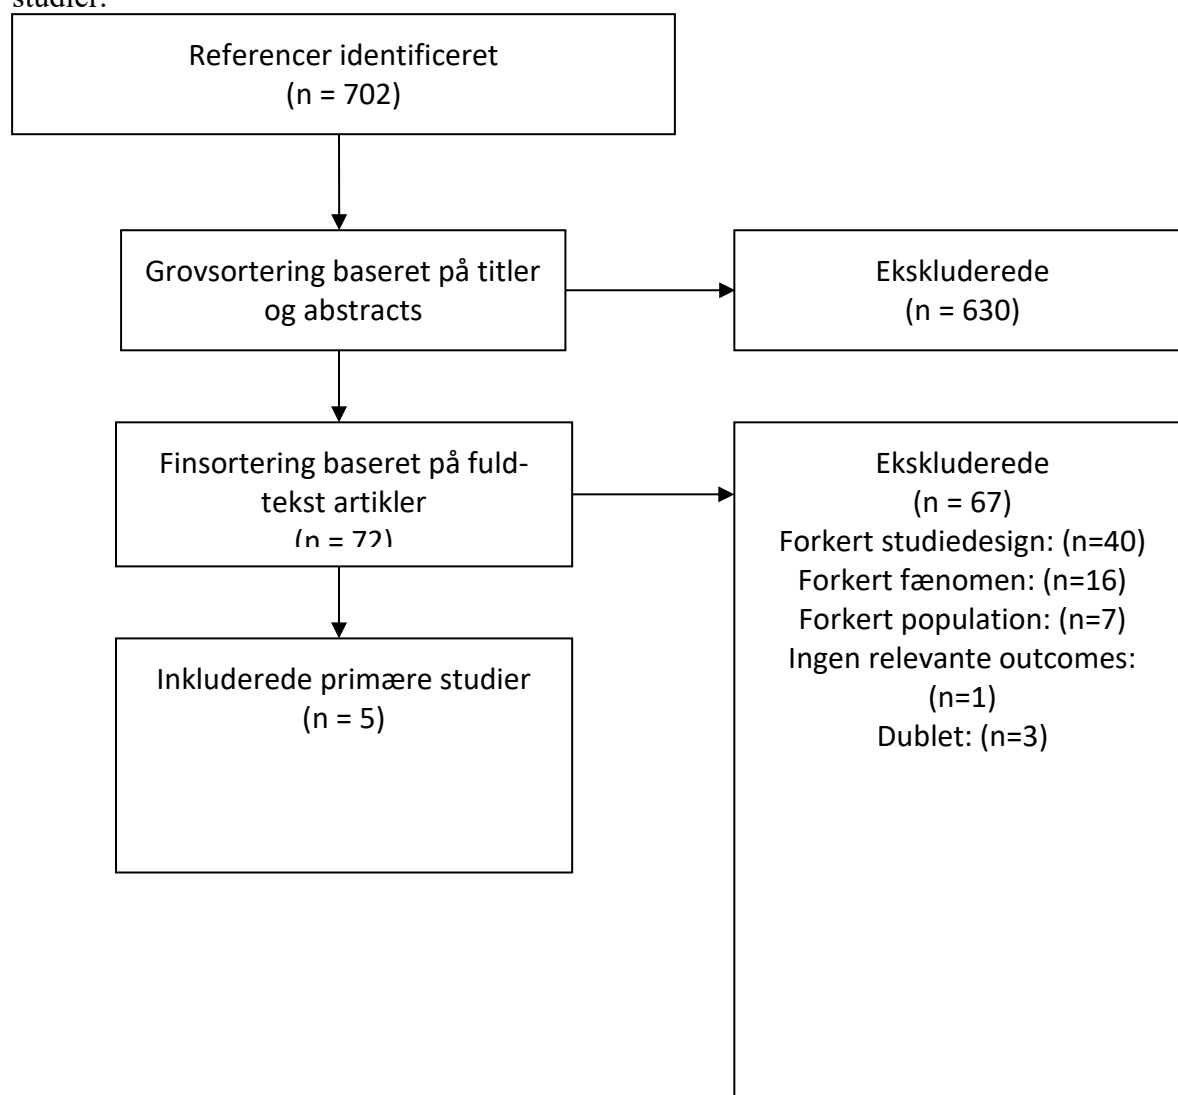 studier.
Referencer identificeret
(n = 702)
Grovsortering baseret på titler
og abstracts
Ekskluderede
(n = 630)
Finsortering baseret på fuld-
tekst artikler
(n = 72)
Ekskluderede
(n = 67)
Forkert studiedesign: (n=40)
Forkert fænomen: (n=16)
Forkert population: (n=7)
Ingen relevante outcomes:
(n=1)
Dublet: (n=3)
Inkluderede primære studier
(n = 5)